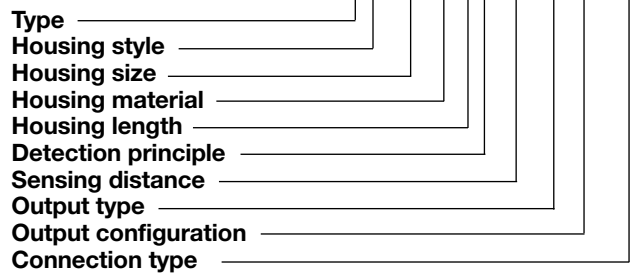 Type
Housing style
Housing size
Housing material
Housing length
Detection principle
Sensing distance
Output type
Output configuration
Connection type